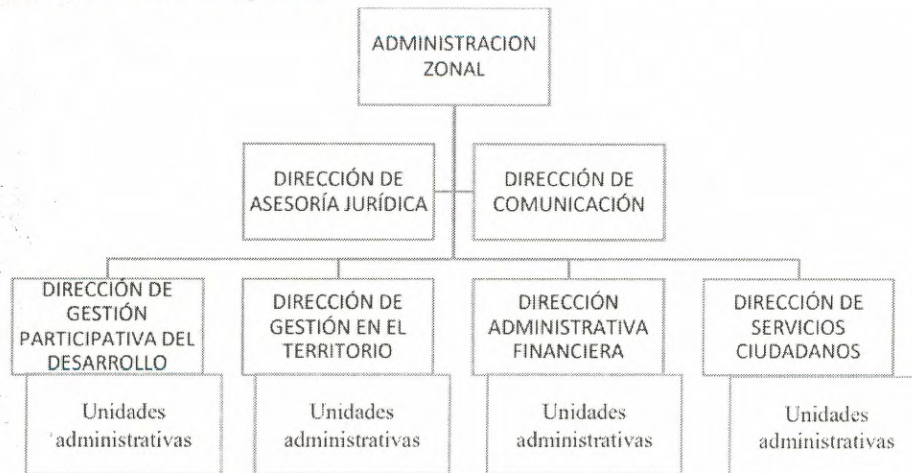 ADMINISTRACION
ZONAL
DIRECCIÓN DE
ASESORÍA JURÍDICA
DIRECCIÓN DE
COMUNICACIÓN
DIRECCIÓN DE
GESTIÓN
PARTICIPATIVA DEL
DESARROLLO
DIRECCIÓN DE
GESTIÓN EN EL
TERRITORIO
DIRECCIÓN
ADMINISTRATIVA
FINANCIERA
DIRECCIÓN DE
SERVICIOS
CIUDADANOS
Unidades
administrativas
Unidades
administrativas
Unidades
administrativas
Unidades
administrativas